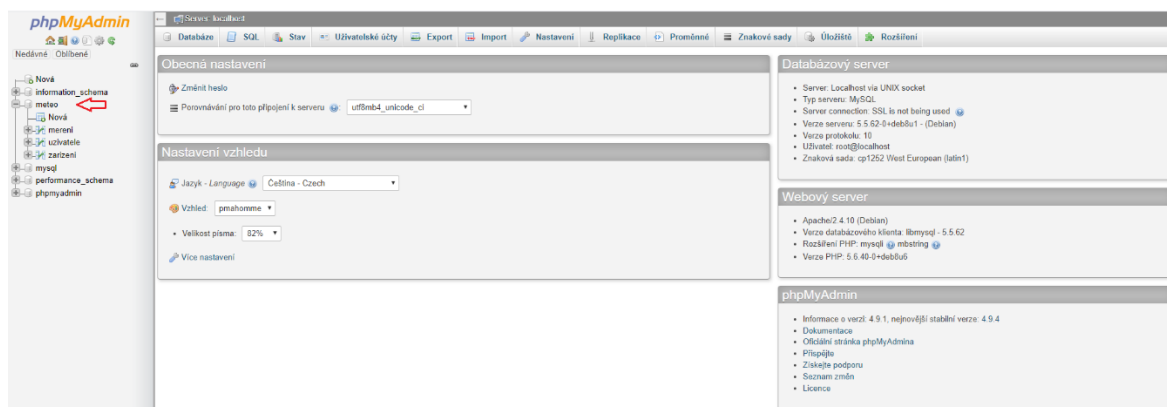 phpMyAdmin
Nedávné Oblíbené
Nová
information_schema
meteo
Nová
mereni
uzivatele
zarizeni
mysql
performance_schema
phpmyadmin
Server: localhost
Databáze SQL Stav Uživatelské účty Export Import Nastavení Replikace Proměnné Znakové sady Úložiště Rozšíření
Obecná nastavení
Změnit heslo
Porovnávání pro toto připojení k serveru : utf8mb4_unicode_ci
Nastavení vzhledu
Jazyk - Language Čeština - Czech
Vzhled: pmahomme
• Velikost písma: 82%
Více nastavení
Databázový server
• Server: Localhost via UNIX socket
• Typ serveru: MySQL
• Server connection: SSL is not being used
• Verze serveru: 5.5.62-0+deb8u1 - (Debian)
• Verze protokolu: 10
• Uživatel: root@localhost
• Znaková sada: cp1252 West European (latin1)
Webový server
• Apache/2.4.10 (Debian)
• Verze databázového klienta: libmysql - 5.5.62
• Rozšíření PHP: mysqli mbstring
• Verze PHP: 5.6.40-0+deb8u6
phpMyAdmin
• Informace o verzi: 4.9.1, nejnovější stabilní verze: 4.9.4
• Dokumentace
• Oficiální stránka phpMyAdmina
• Přispějte
• Získejte podporu
• Seznam změn
• Licence